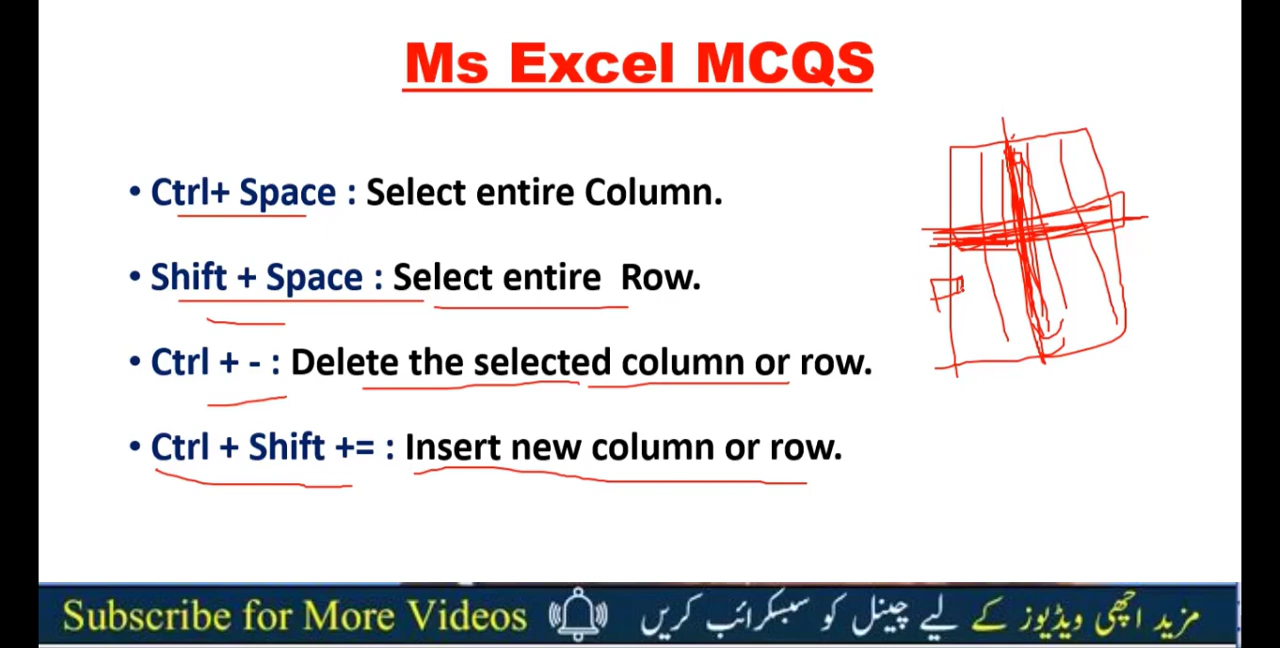 Ms Excel MCQS
• Ctrl+ Space : Select entire Column.
• Shift + Space : Select entire Row.
• Ctrl + - : Delete the selected column or row.
• Ctrl + Shift += : Insert new column or row.
Subscribe for More Videos مزید اچھی ویڈیوز کے لیے چینل کو سبسکرائب کریں